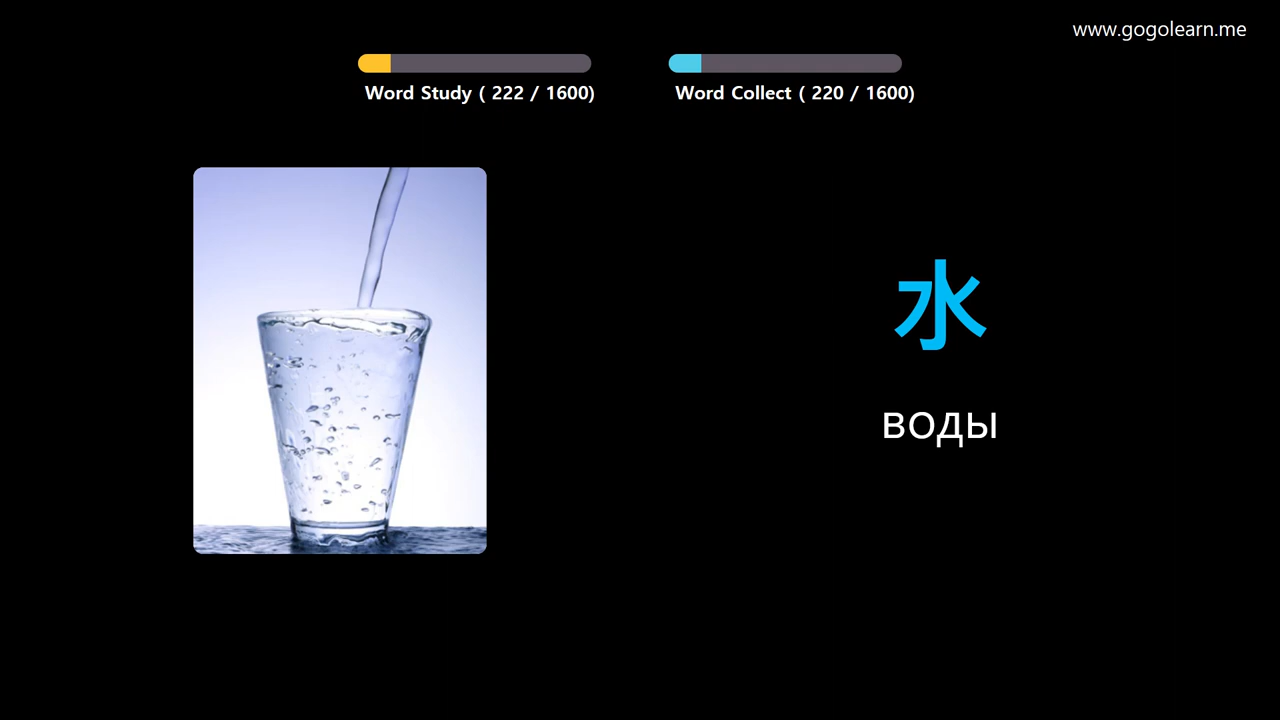 www.gogolearn.me
Word Study ( 222 / 1600)
Word Collect ( 220 / 1600)
水
воды